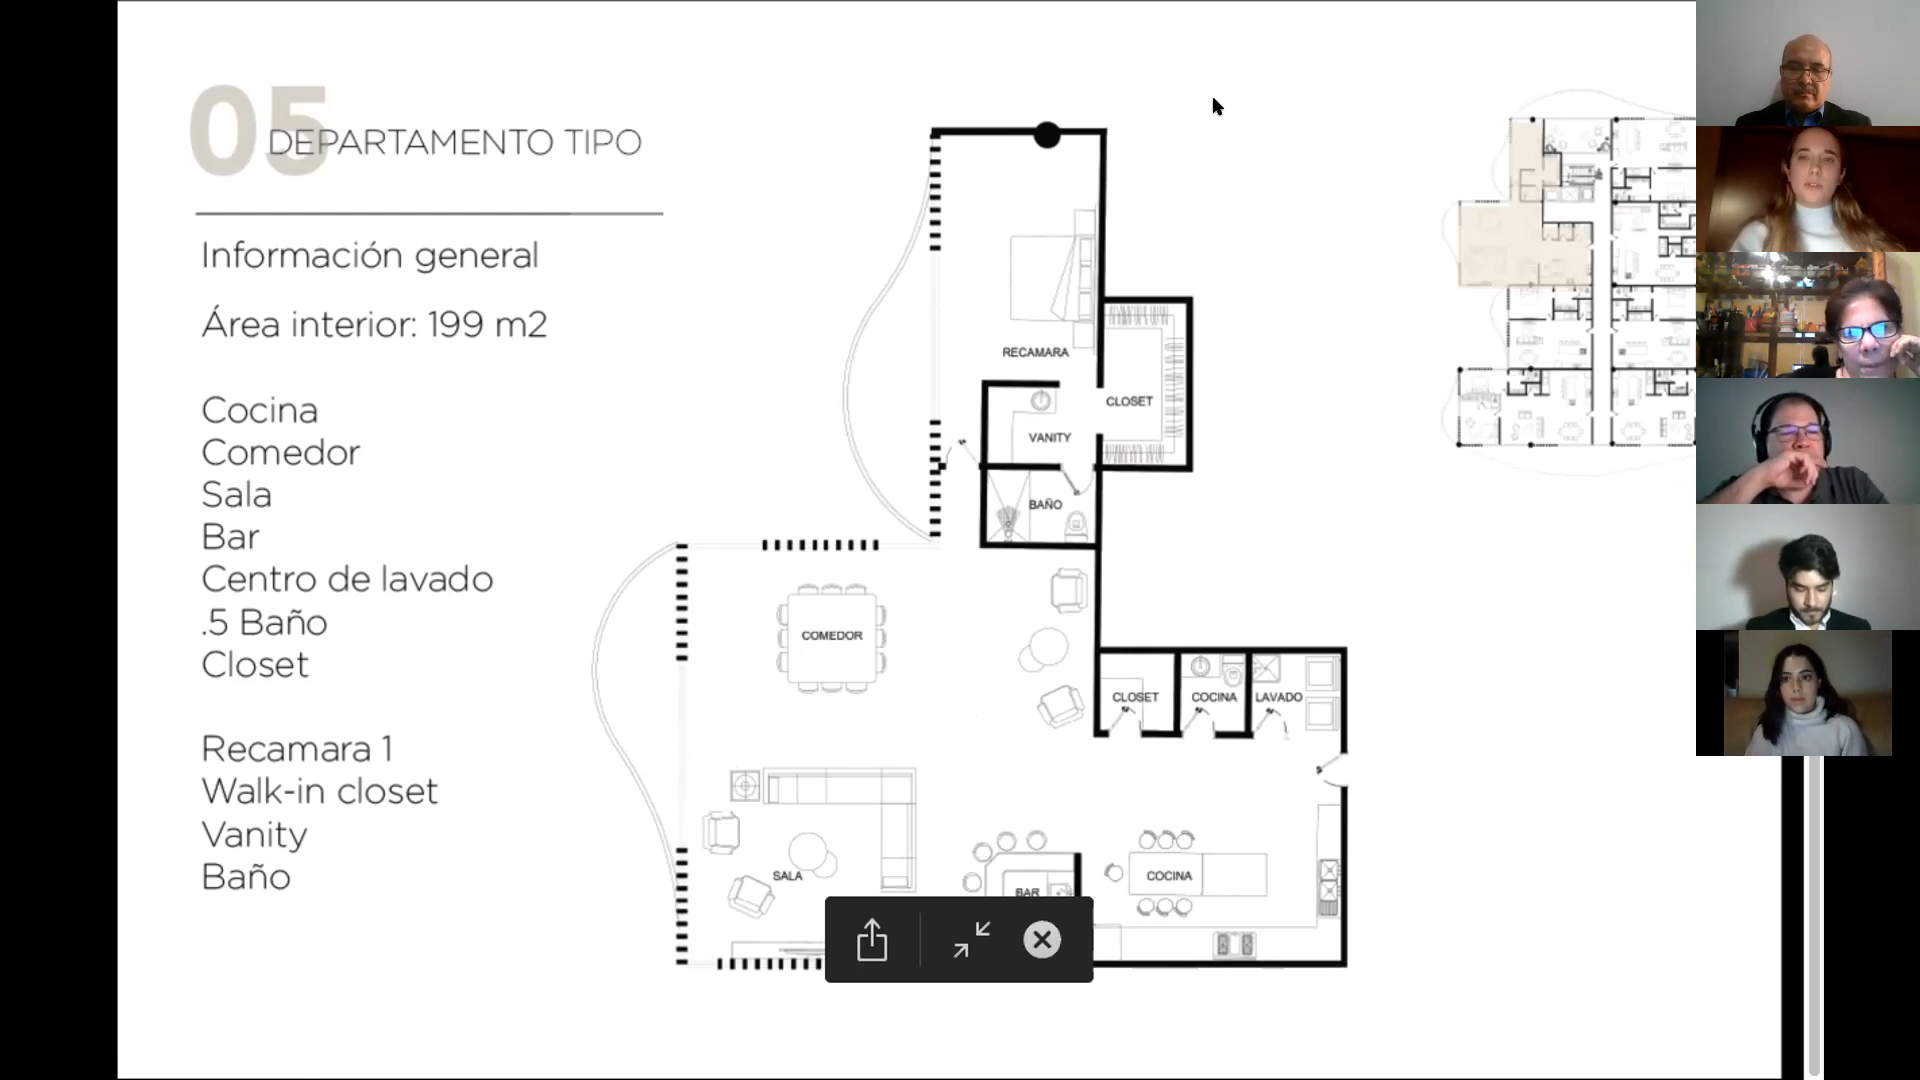 05
DEPARTAMENTO TIPO
Información general
Área interior: 199 m2
Cocina
Comedor
Sala
Bar
Centro de lavado
.5 Baño
Closet
Recamara 1
Walk-in closet
Vanity
Baño
RECAMARA
CLOSET
VANITY
BAÑO
COMEDOR
CLOSET
COCINA
LAVADO
SALA
BAR
COCINA